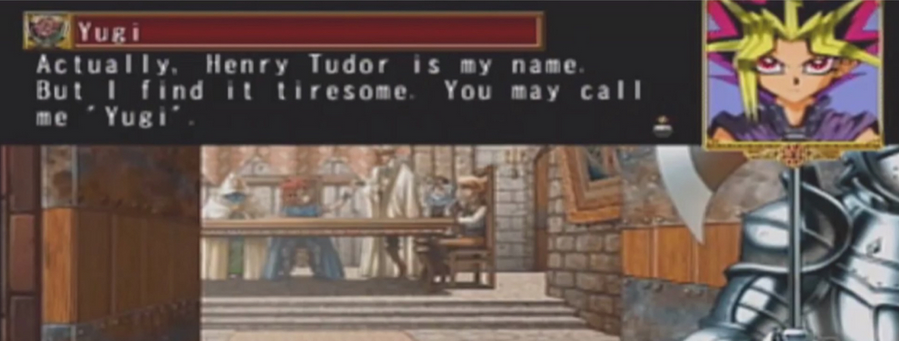 Yugi
Actually, Henry Tudor is my name.
But I find it tiresome. You may call
me "Yugi".